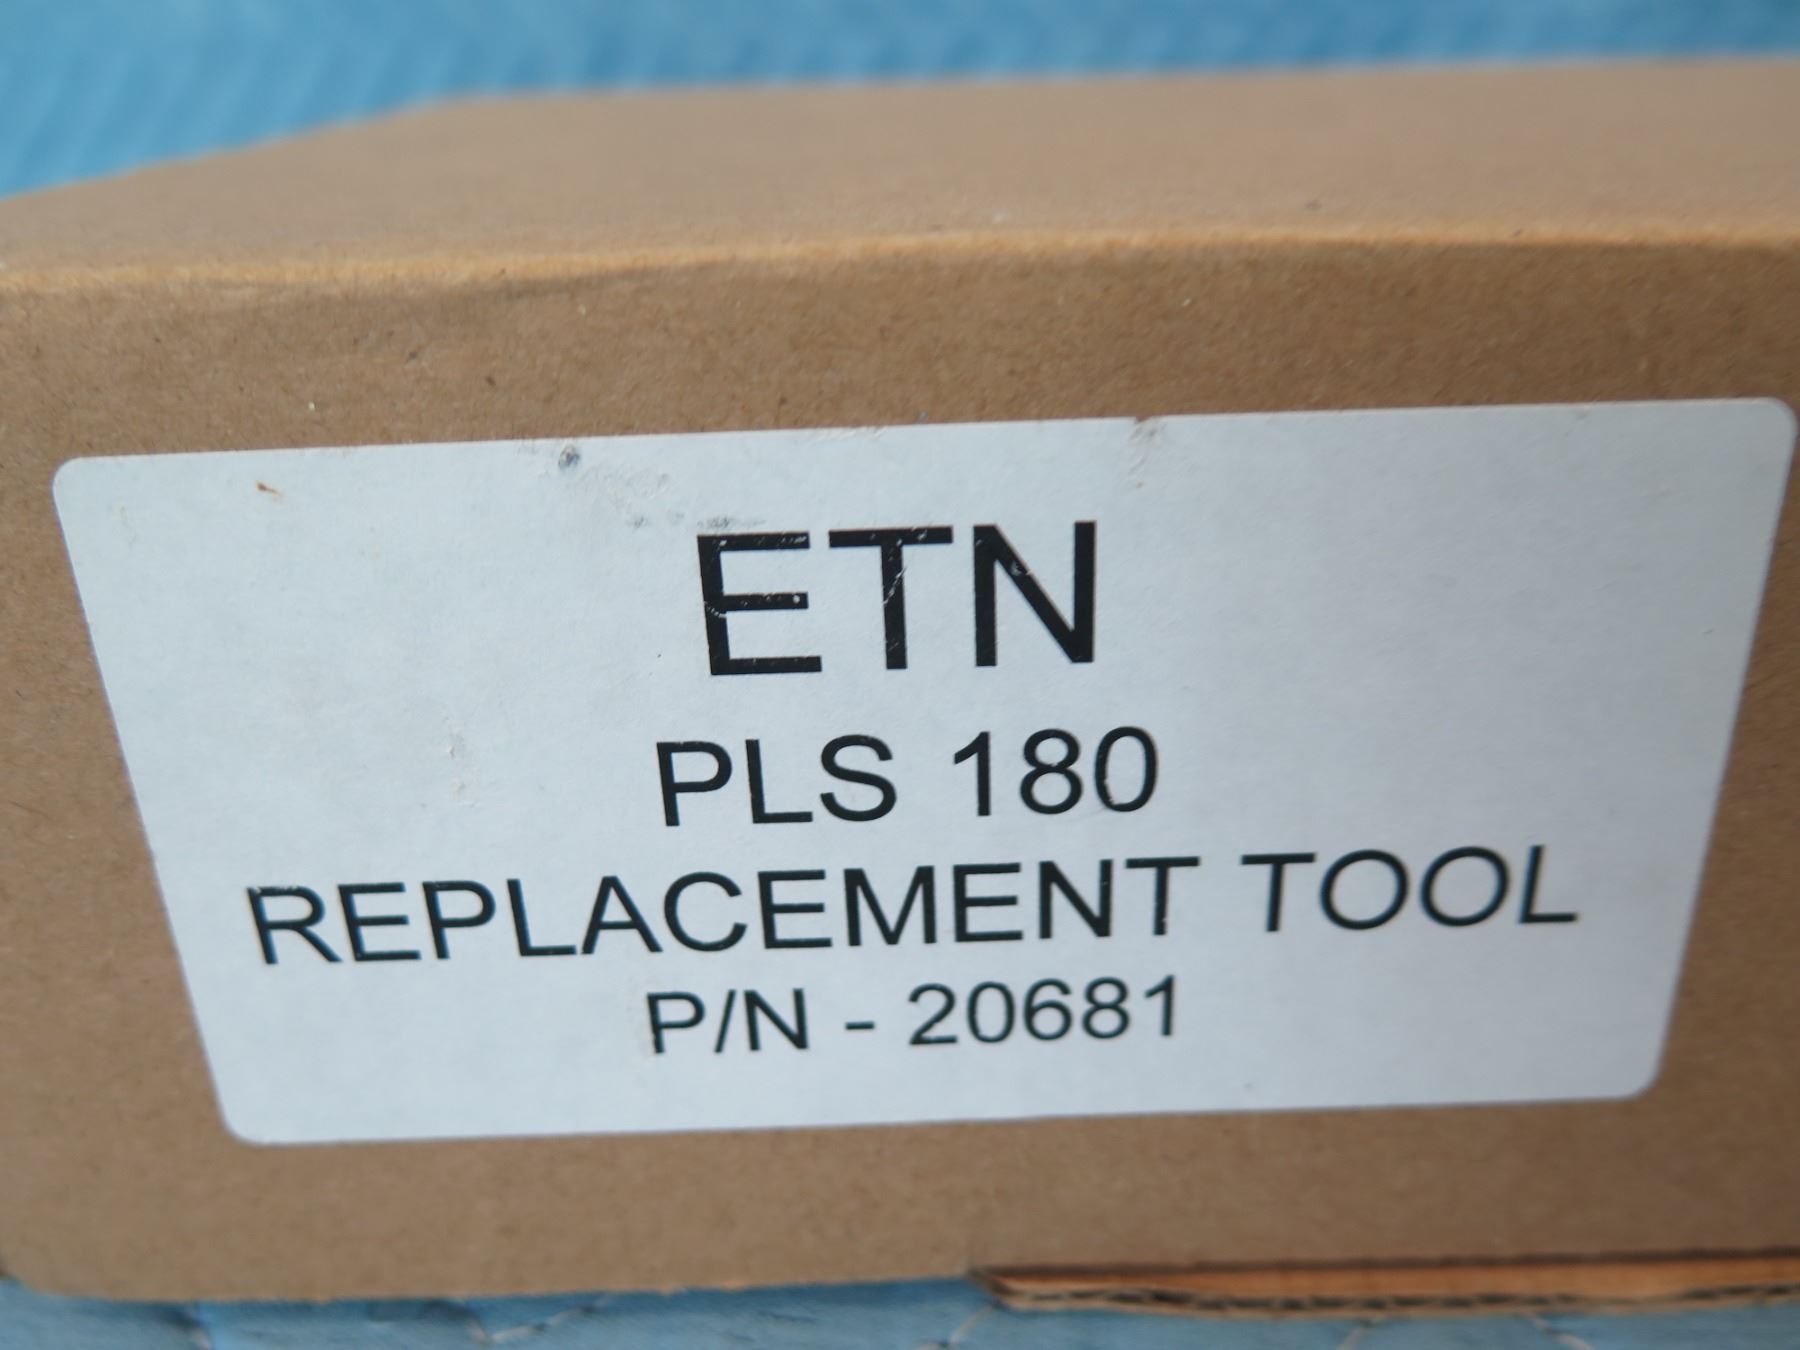 ETN
PLS 180
REPLACEMENT TOOL
P/N - 20681